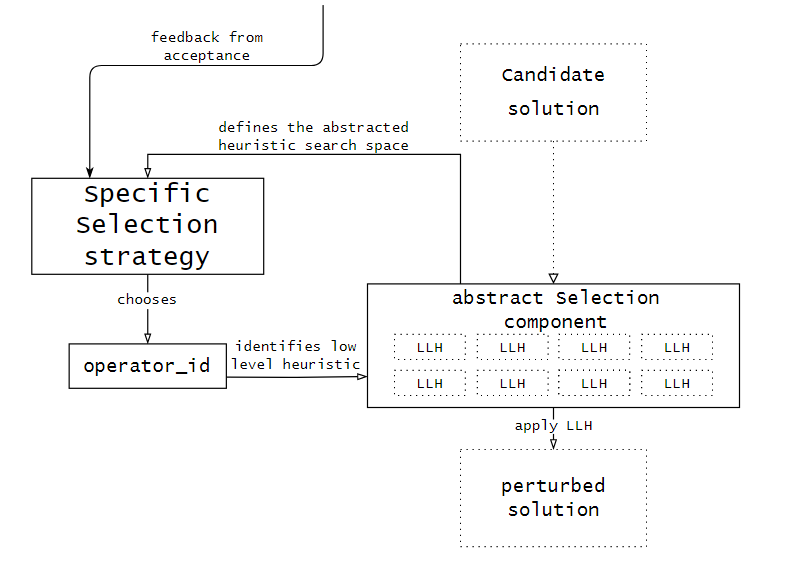 feedback from
acceptance
Candidate
solution
defines the abstracted
heuristic search space
Specific
Selection
strategy
chooses
abstract Selection
component
LLH LLH LLH LLH
LLH LLH LLH LLH
identifies low
level heuristic
operator_id
apply LLH
perturbed
solution